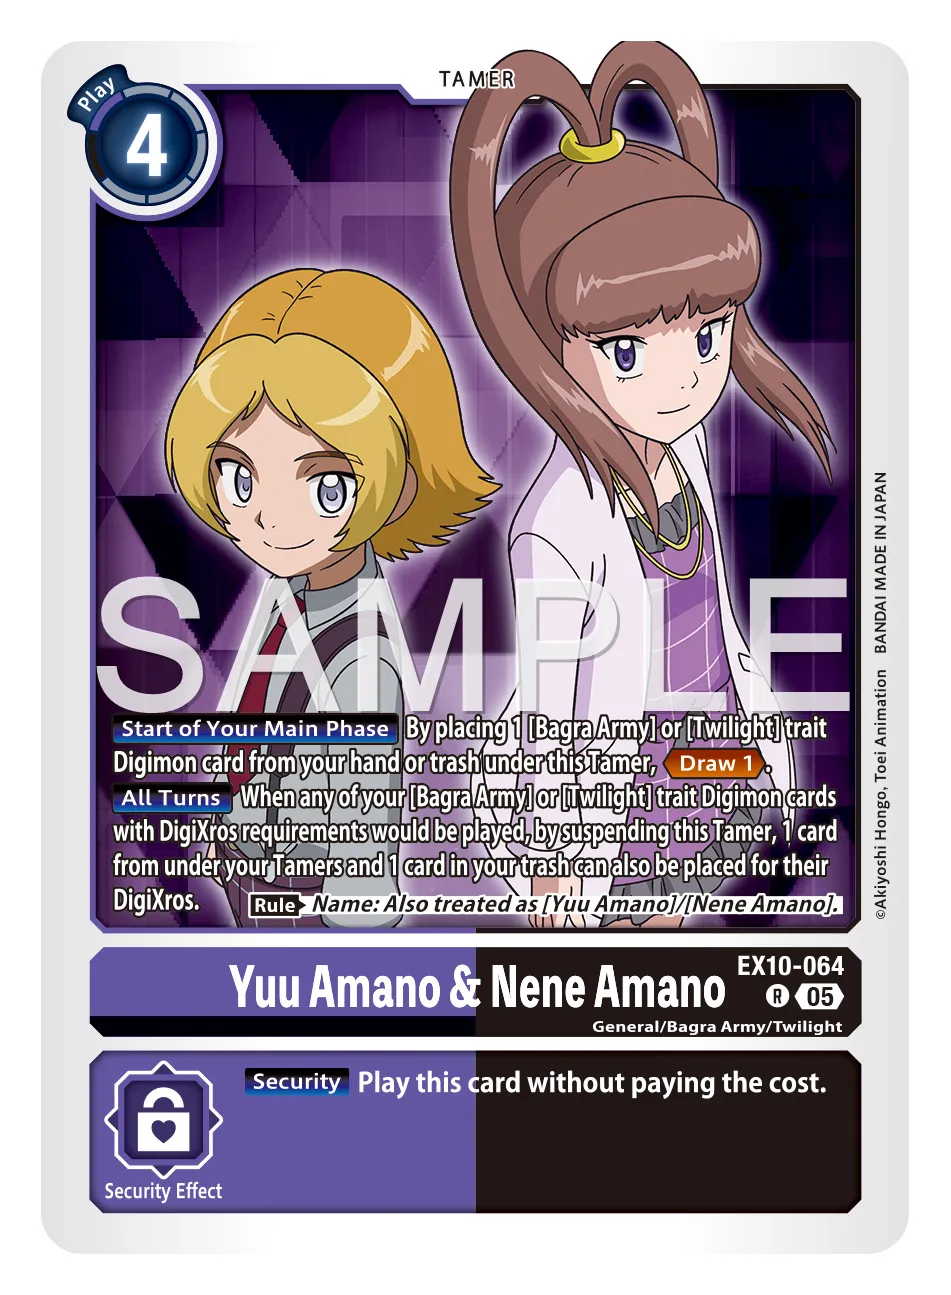 TAMER
Play
4
SAMPLE
Start of Your Main Phase By placing 1 [Bagra Army] or [Twilight] trait
Digimon card from your hand or trash under this Tamer, Draw 1.
All Turns When any of your [Bagra Army] or [Twilight] trait Digimon cards
with DigiXros requirements would be played, by suspending this Tamer, 1 card
from under your Tamers and 1 card in your trash can also be placed for their
DigiXros. Rule Name: Also treated as [Yuu Amano]/[Nene Amano].
©Akiyoshi Hongo, Toei Animation BANDAI MADE IN JAPAN
Yuu Amano & Nene Amano
EX10-064
R 05
General/Bagra Army/Twilight
Security Play this card without paying the cost.
Security Effect